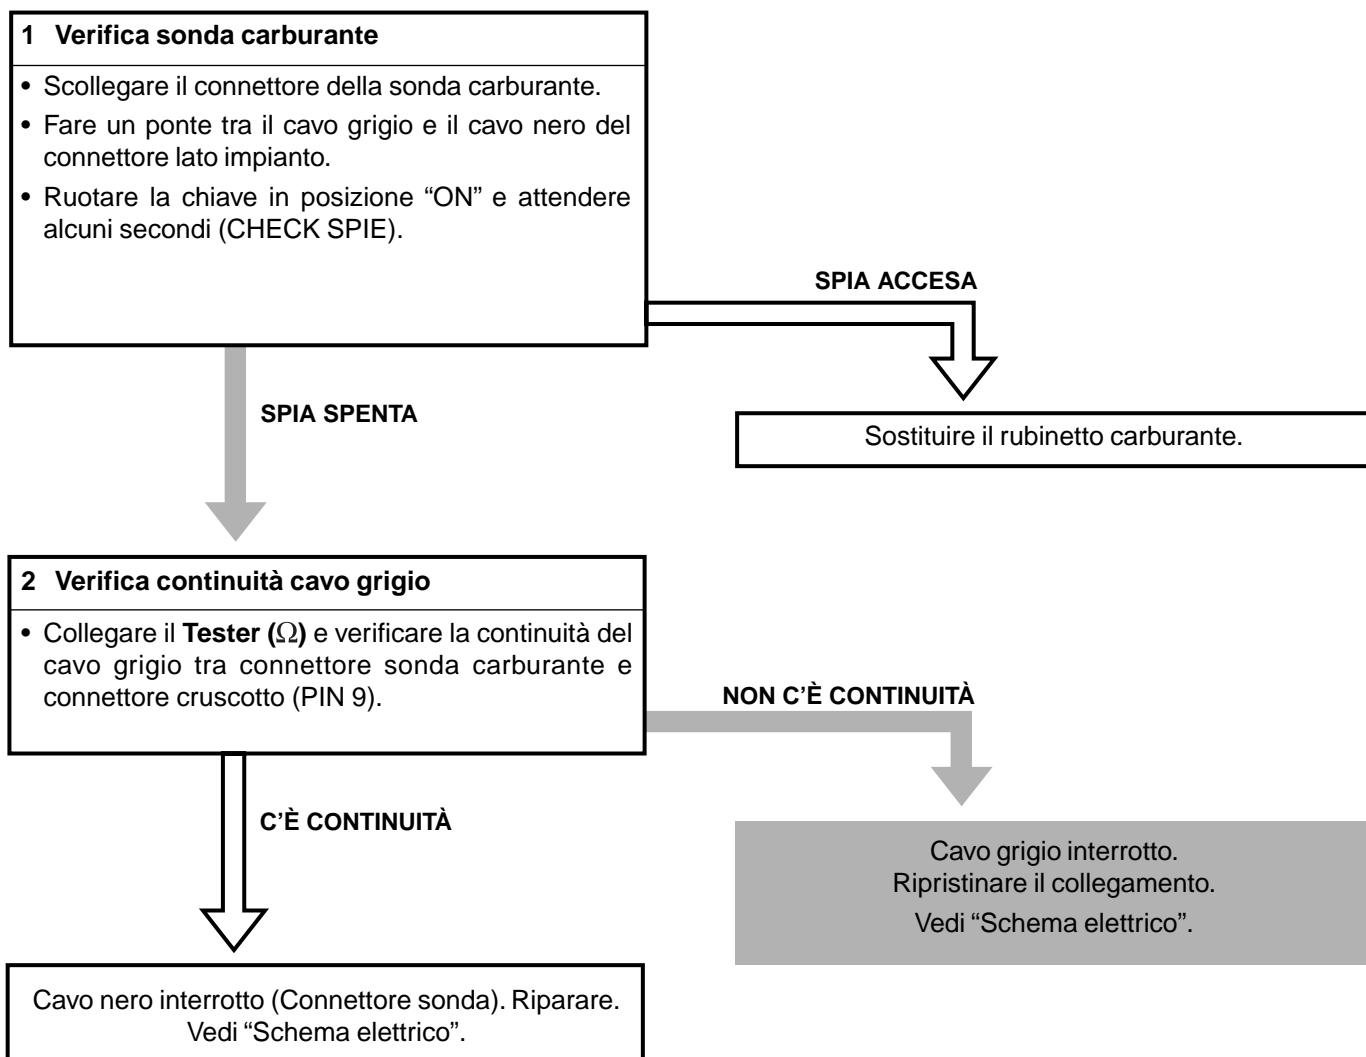 1 Verifica sonda carburante
• Scollegare il connettore della sonda carburante.
• Fare un ponte tra il cavo grigio e il cavo nero del
connettore lato impianto.
• Ruotare la chiave in posizione “ON” e attendere
alcuni secondi (CHECK SPIE).
SPIA ACCESA
SPIA SPENTA
Sostituire il rubinetto carburante.
2 Verifica continuità cavo grigio
• Collegare il Tester (Ω) e verificare la continuità del
cavo grigio tra connettore sonda carburante e
connettore cruscotto (PIN 9).
NON C’È CONTINUITÀ
C’È CONTINUITÀ
Cavo grigio interrotto.
Ripristinare il collegamento.
Vedi “Schema elettrico”.
Cavo nero interrotto (Connettore sonda). Riparare.
Vedi “Schema elettrico”.